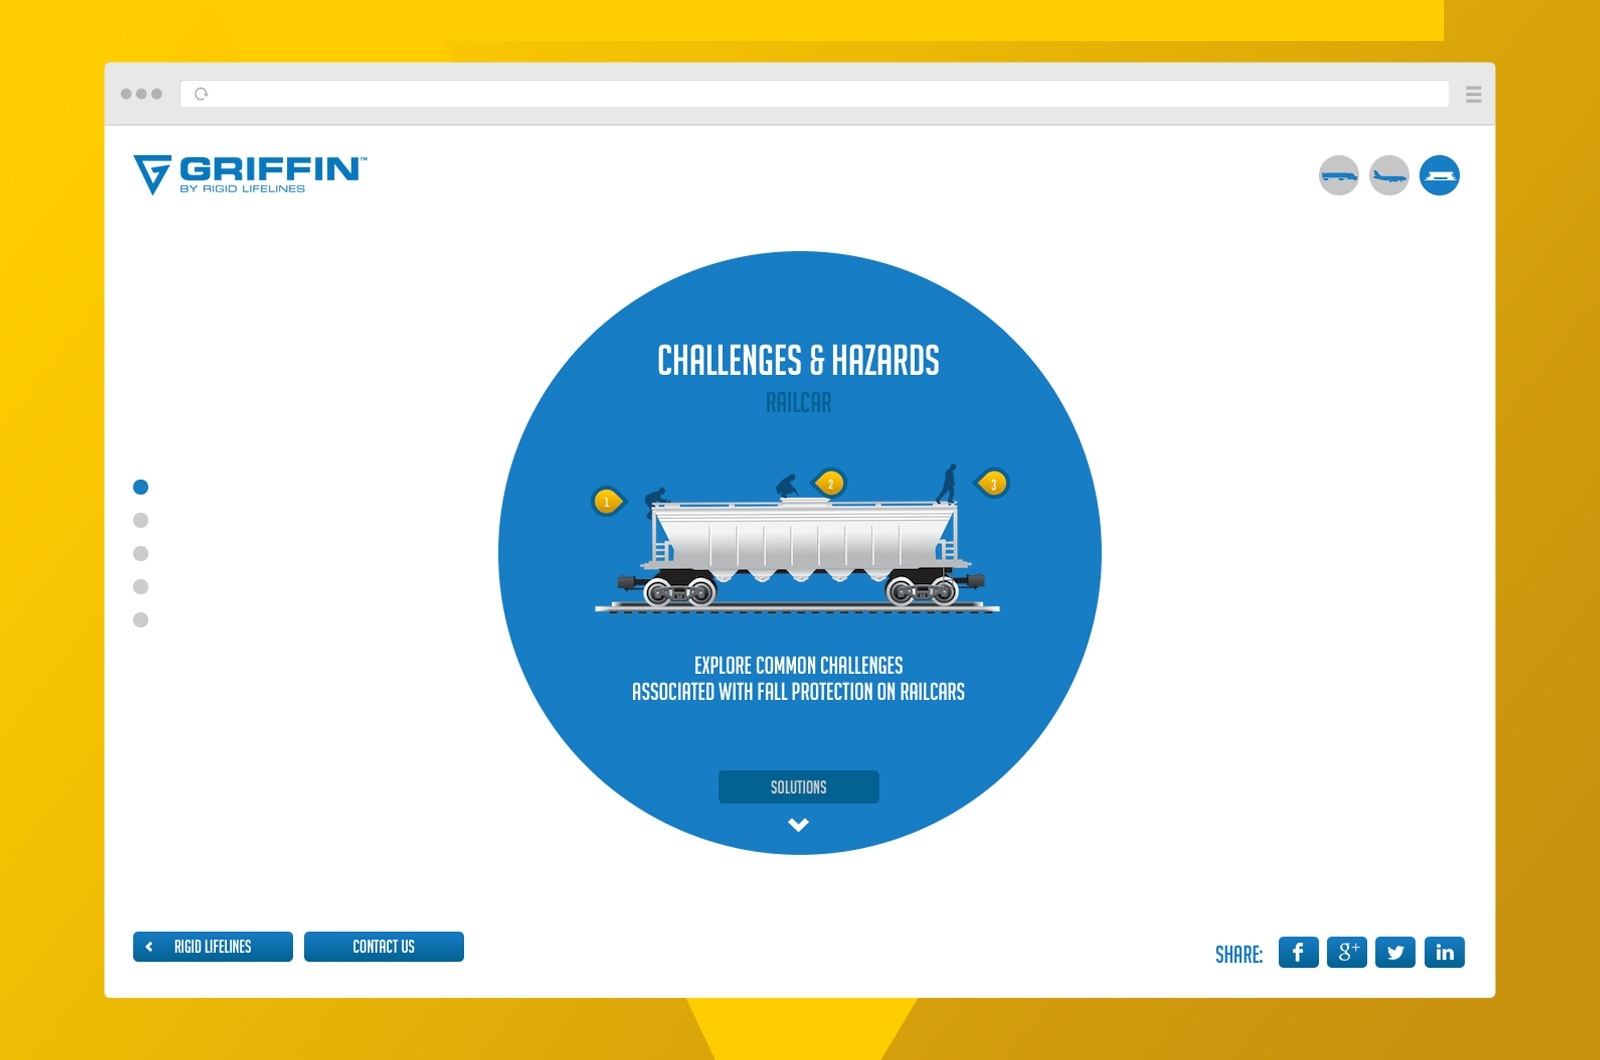 GRIFFIN™
BY RIGID LIFELINES
CHALLENGES & HAZARDS
RAILCAR
1
2
3
EXPLORE COMMON CHALLENGES
ASSOCIATED WITH FALL PROTECTION ON RAILCARS
SOLUTIONS
RIGID LIFELINES
CONTACT US
SHARE:
f
g+
in